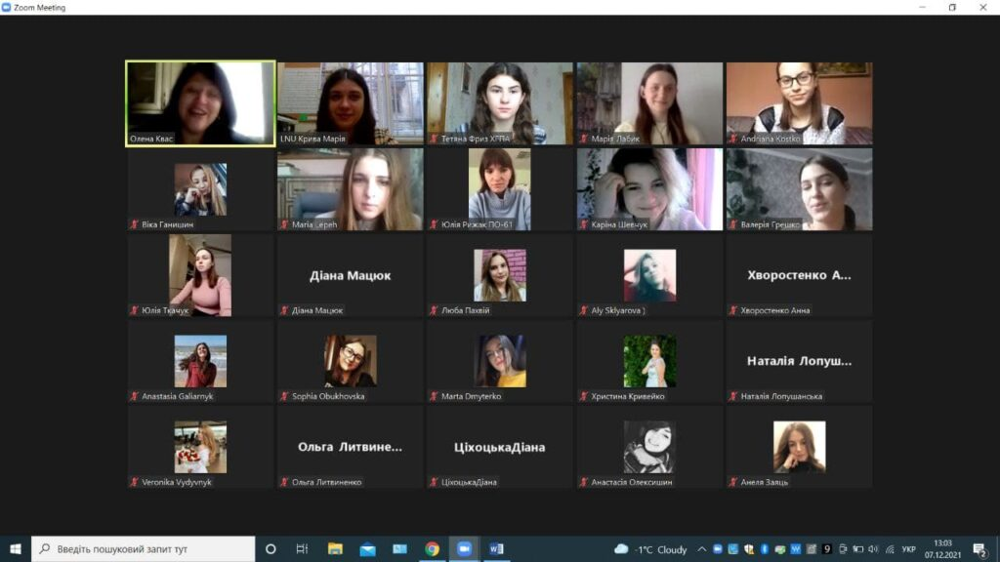 Zoom Meeting
Олена Квас
LNU Крива Марія
Тетяна Фриз ХГПА
Марія Лабик
Andriana Kostko
Віка Ганишин
Maria Lepeh
Юлія Рижак ПО-61
Каріна Шевчук
Валерія Грешко
Юлія Ткачук
Діана Мацюк
Діана Мацюк
Люба Пахвій
Aly Sklyarova )
Хворостенко А...
Хворостенко Анна
Anastasia Galiarnyk
Sophia Obukhovska
Marta Dmyterko
Христина Кривейко
Наталія Лопуш...
Наталія Лопушанська
Veronika Vydyvnyk
Ольга Литвине...
Ольга Литвиненко
ЦіхоцькаДіана
ЦіхоцькаДіана
Анастасія Олексишин
Анеля Заяць
Введіть пошуковий запит тут
-1°C Cloudy
9
УКР
13:03
07.12.2021
2